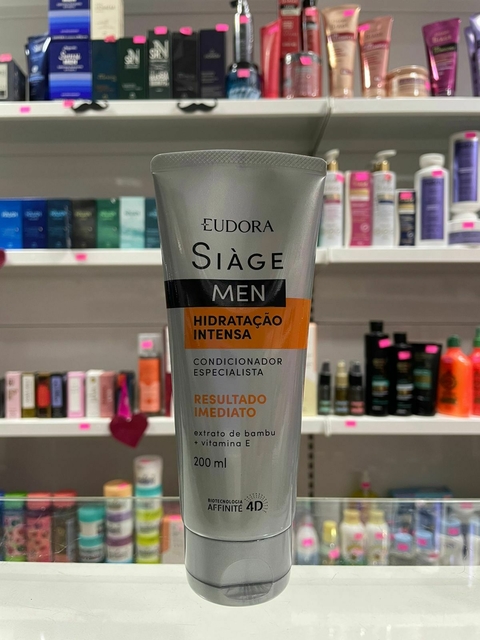 EUDORA
SIÀGE
MEN
HIDRATAÇÃO
INTENSA
CONDICIONADOR
ESPECIALISTA
RESULTADO
IMEDIATO
extrato de bambu
+ vitamina E
200 ml
BIOTECNOLOGIA
AFFINITÉ 4D